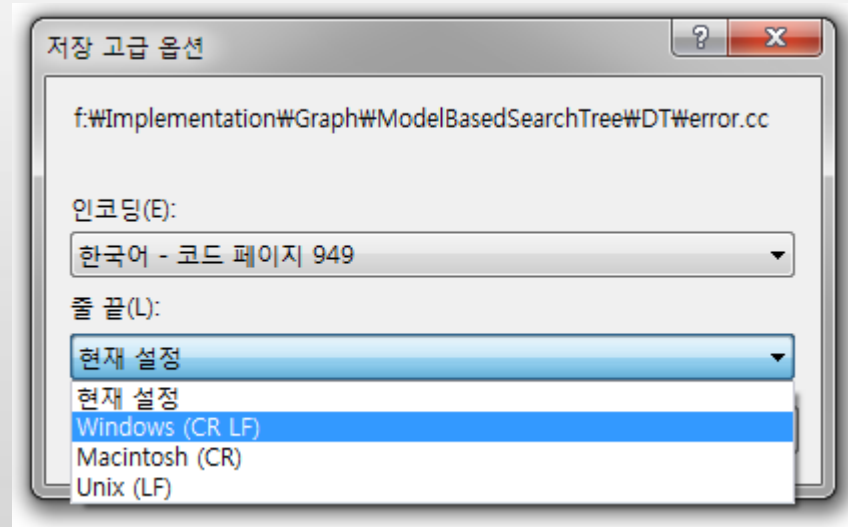 저장 고급 옵션
?
f:₩Implementation₩Graph₩ModelBasedSearchTree₩DT₩error.cc
인코딩(E):
한국어 - 코드 페이지 949
줄 끝(L):
현재 설정
현재 설정
Windows (CR LF)
Macintosh (CR)
Unix (LF)